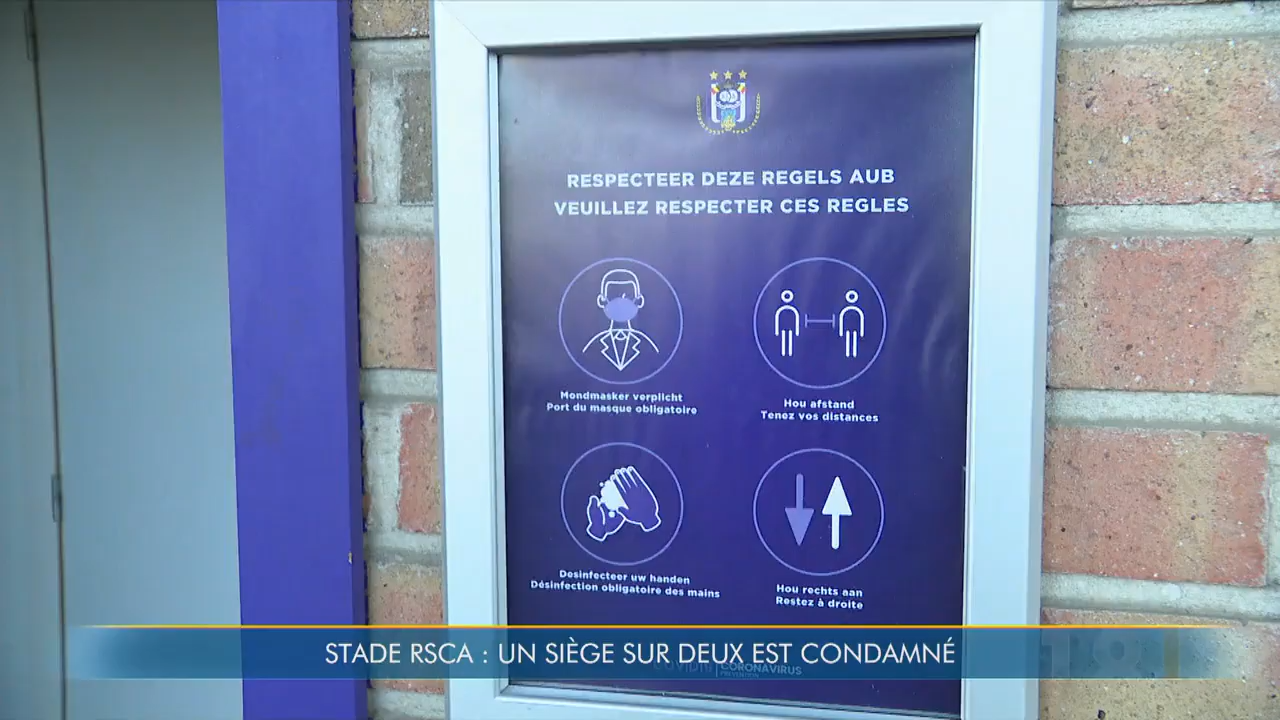 RESPECTEER DEZE REGELS AUB
VEUILLEZ RESPECTER CES REGLES
Mondmasker verplicht
Port du masque obligatoire
Hou afstand
Tenez vos distances
Desinfecteer uw handen
Désinfection obligatoire des mains
Hou rechts aan
Restez à droite
STADE RSCA : UN SIÈGE SUR DEUX EST CONDAMNÉ
CORONAVIRUS
PREVENTION